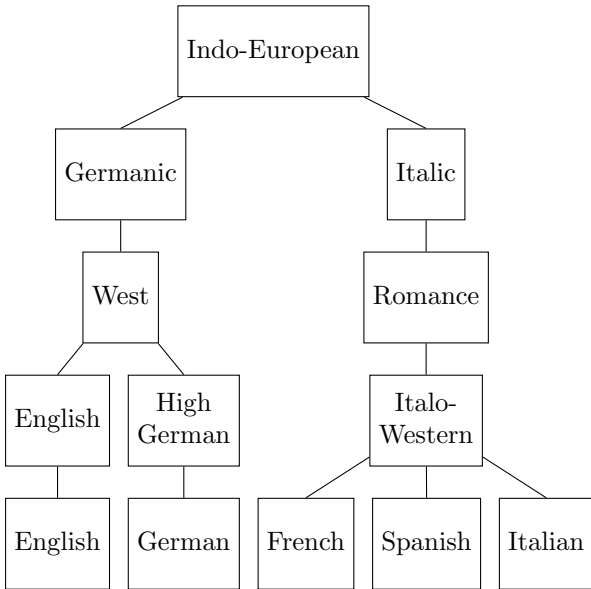 Indo-European
Germanic
Italic
West
Romance
English
High
German
Italo-
Western
English
German
French
Spanish
Italian